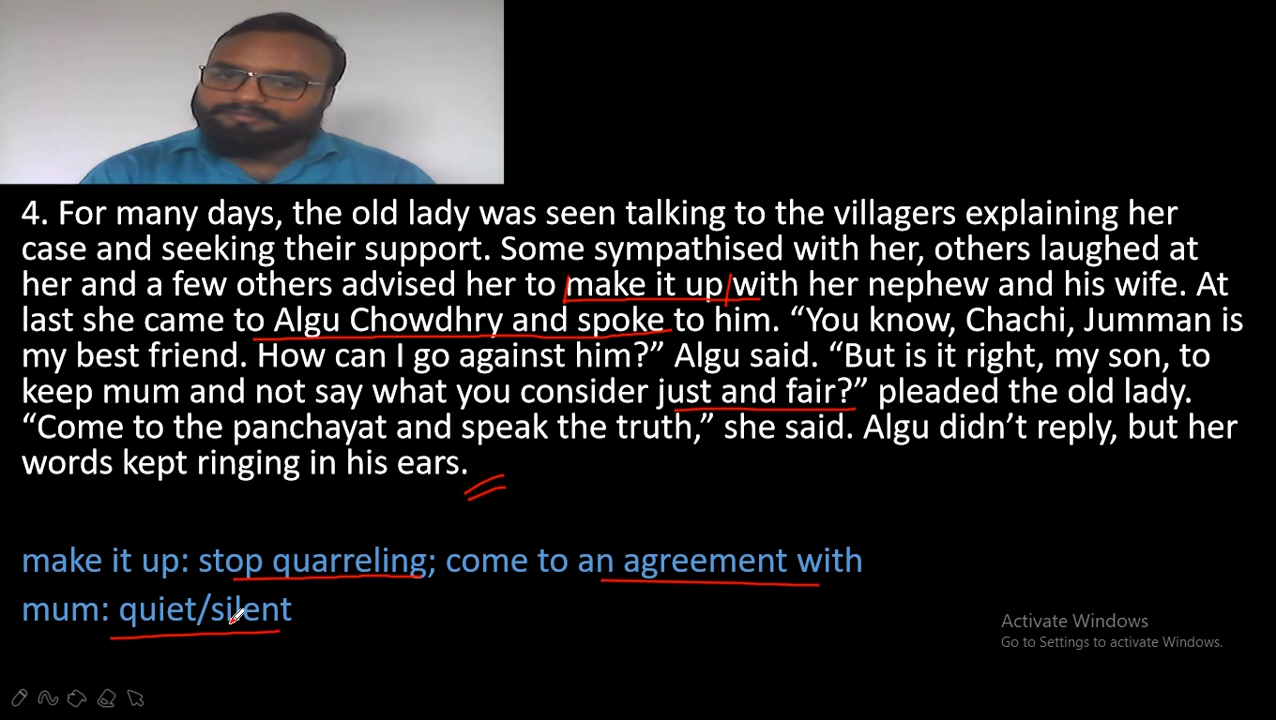 4. For many days, the old lady was seen talking to the villagers explaining her
case and seeking their support. Some sympathised with her, others laughed at
her and a few others advised her to make it up with her nephew and his wife. At
last she came to Algu Chowdhry and spoke to him. “You know, Chachi, Jumman is
my best friend. How can I go against him?” Algu said. “But is it right, my son, to
keep mum and not say what you consider just and fair?” pleaded the old lady.
“Come to the panchayat and speak the truth,” she said. Algu didn’t reply, but her
words kept ringing in his ears.
make it up: stop quarreling; come to an agreement with
mum: quiet/silent
Activate Windows
Go to Settings to activate Windows.